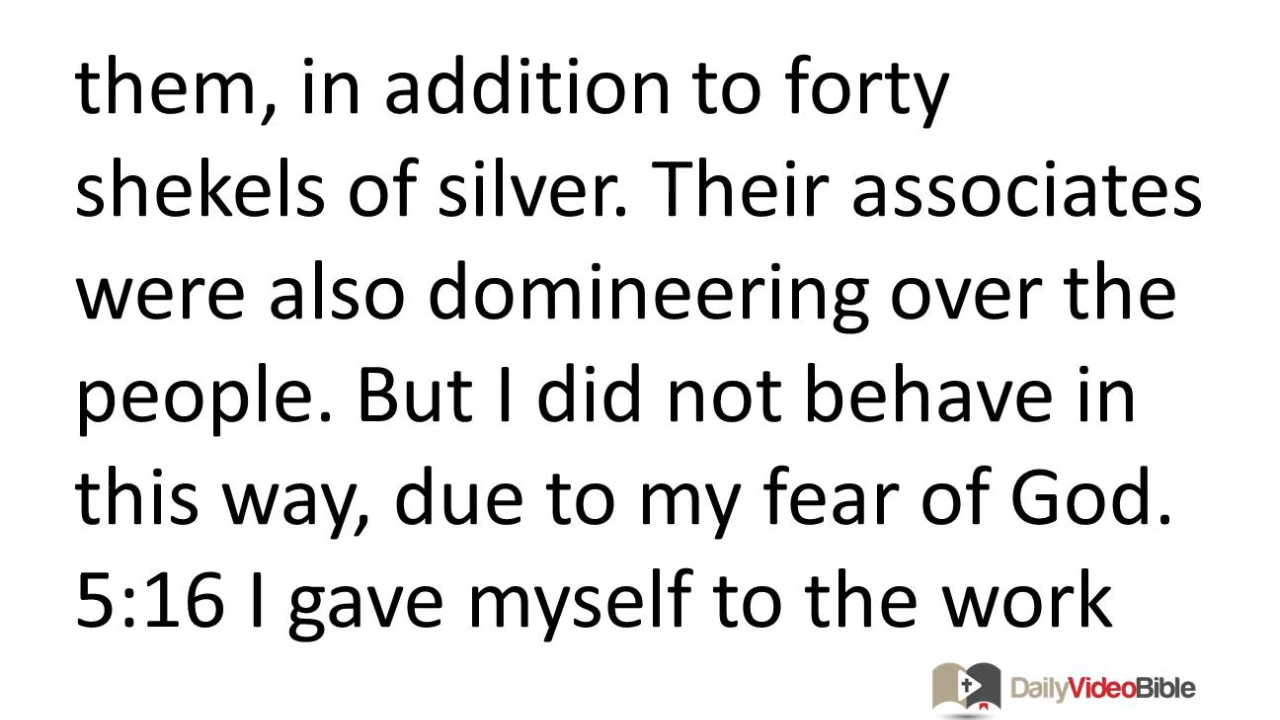 them, in addition to forty
shekels of silver. Their associates
were also domineering over the
people. But I did not behave in
this way, due to my fear of God.
5:16 I gave myself to the work
DailyVideoBible